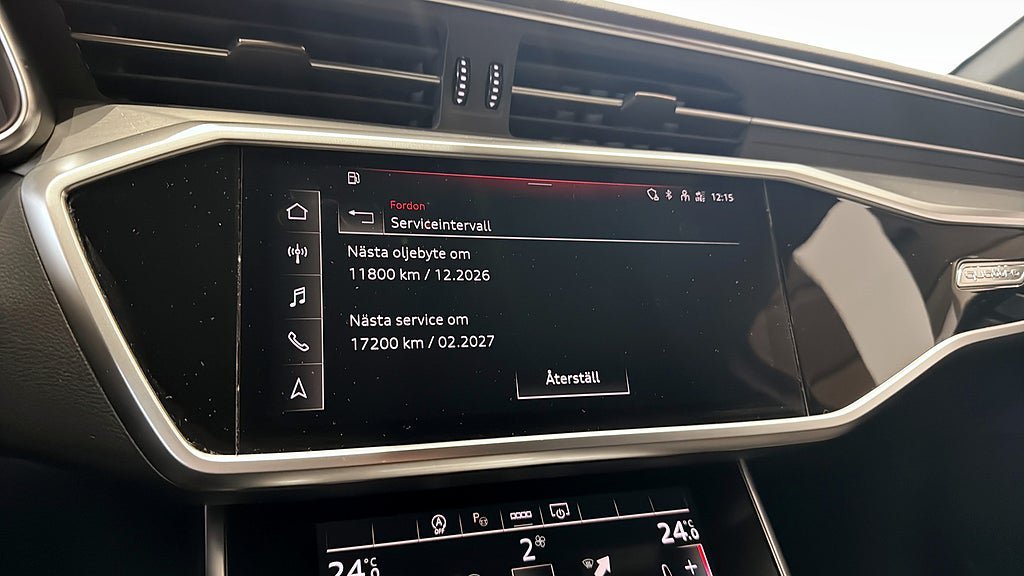 12:15
Fordon
Serviceintervall
Nästa oljebyte om
11800 km / 12.2026
Nästa service om
17200 km / 02.2027
Återställ
quattro
A
OFF
P
2
24.0°C
24.0°C